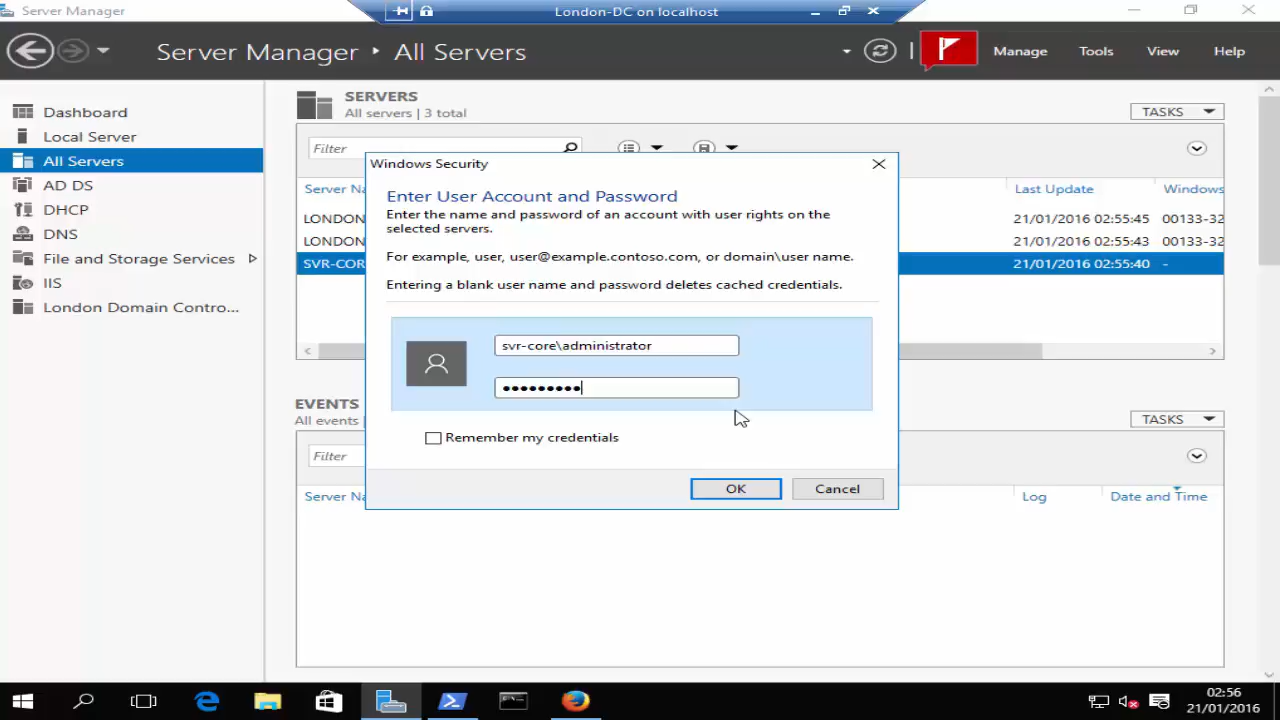 Server Manager
London-DC on localhost
Server Manager ‣ All Servers
Manage Tools View Help
Dashboard
Local Server
All Servers
AD DS
DHCP
DNS
File and Storage Services
IIS
London Domain Contro...
SERVERS
All servers | 3 total
TASKS
Filter
Server Na
Last Update Windows
LONDON 21/01/2016 02:55:45 00133-32
LONDON 21/01/2016 02:55:43 00133-32
SVR-COR 21/01/2016 02:55:40 -
Windows Security
Enter User Account and Password
Enter the name and password of an account with user rights on the
selected servers.
For example, user, user@example.contoso.com, or domain\user name.
Entering a blank user name and password deletes cached credentials.
svr-core\administrator
●●●●●●●●●
Remember my credentials
OK Cancel
EVENTS
All events |
TASKS
Filter
Server Na Log Date and Time
02:56
21/01/2016